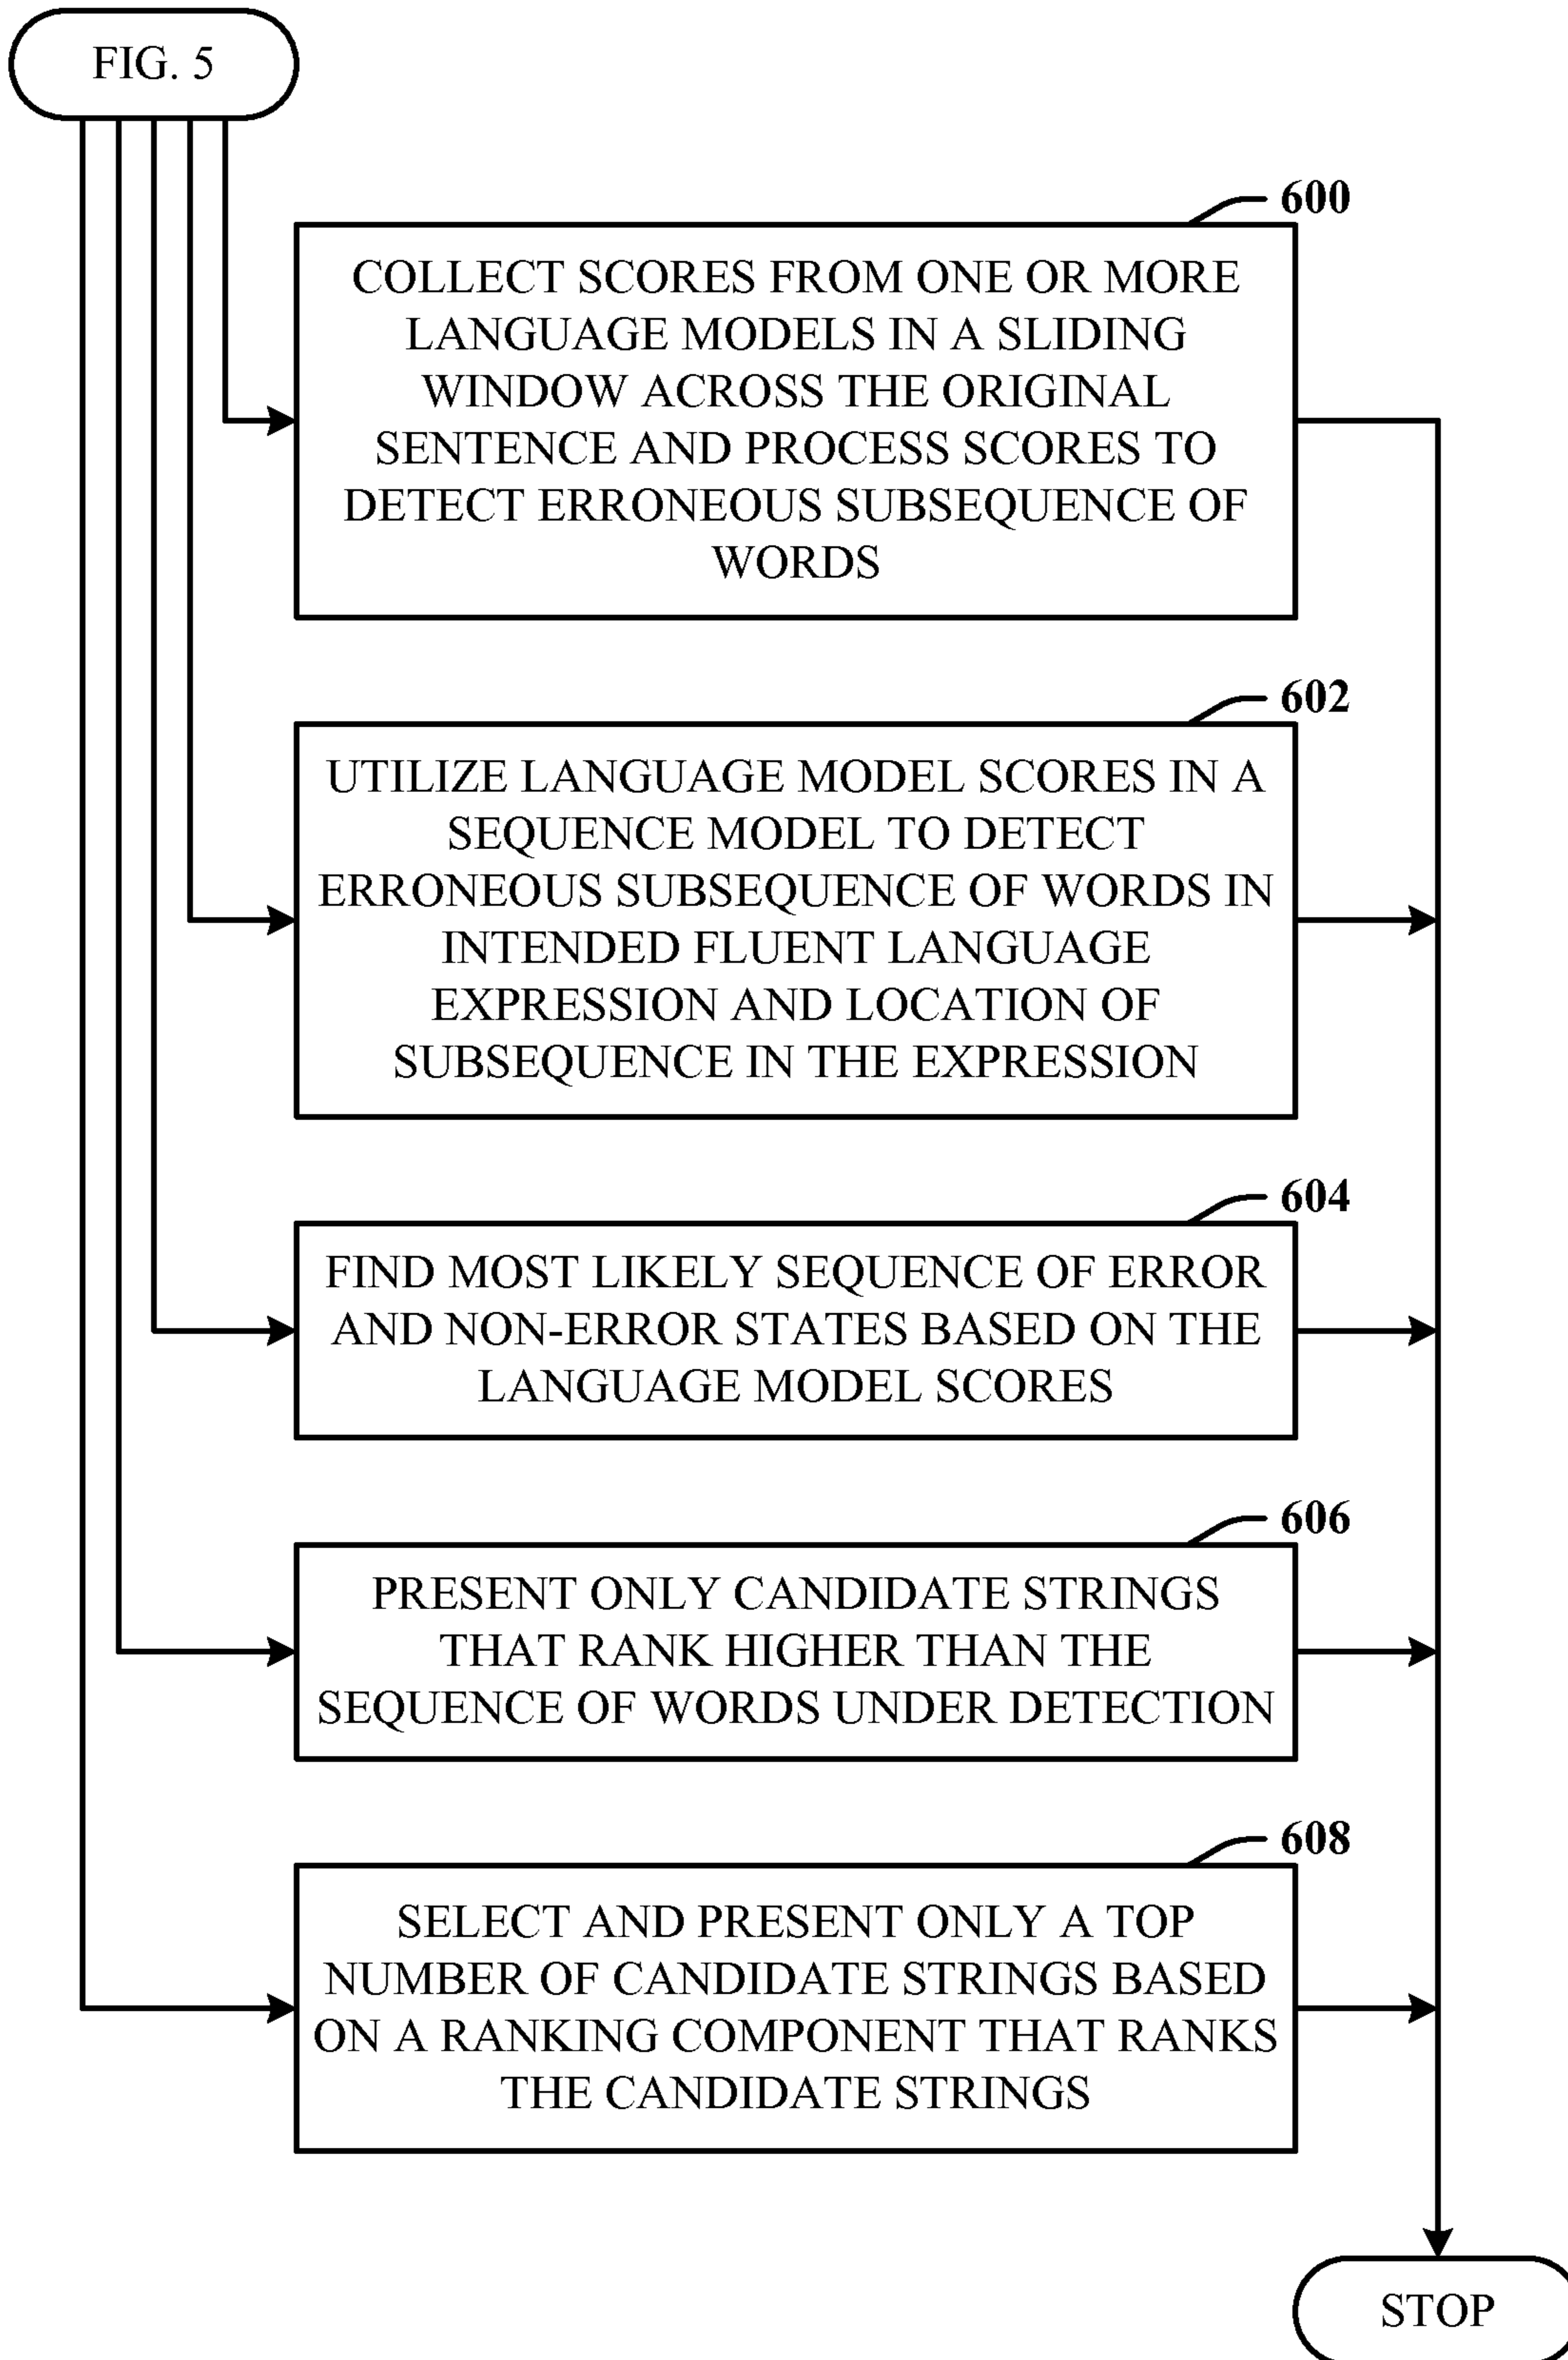 FIG. 5
600
COLLECT SCORES FROM ONE OR MORE
LANGUAGE MODELS IN A SLIDING
WINDOW ACROSS THE ORIGINAL
SENTENCE AND PROCESS SCORES TO
DETECT ERRONEOUS SUBSEQUENCE OF
WORDS
602
UTILIZE LANGUAGE MODEL SCORES IN A
SEQUENCE MODEL TO DETECT
ERRONEOUS SUBSEQUENCE OF WORDS IN
INTENDED FLUENT LANGUAGE
EXPRESSION AND LOCATION OF
SUBSEQUENCE IN THE EXPRESSION
604
FIND MOST LIKELY SEQUENCE OF ERROR
AND NON-ERROR STATES BASED ON THE
LANGUAGE MODEL SCORES
606
PRESENT ONLY CANDIDATE STRINGS
THAT RANK HIGHER THAN THE
SEQUENCE OF WORDS UNDER DETECTION
608
SELECT AND PRESENT ONLY A TOP
NUMBER OF CANDIDATE STRINGS BASED
ON A RANKING COMPONENT THAT RANKS
THE CANDIDATE STRINGS
STOP